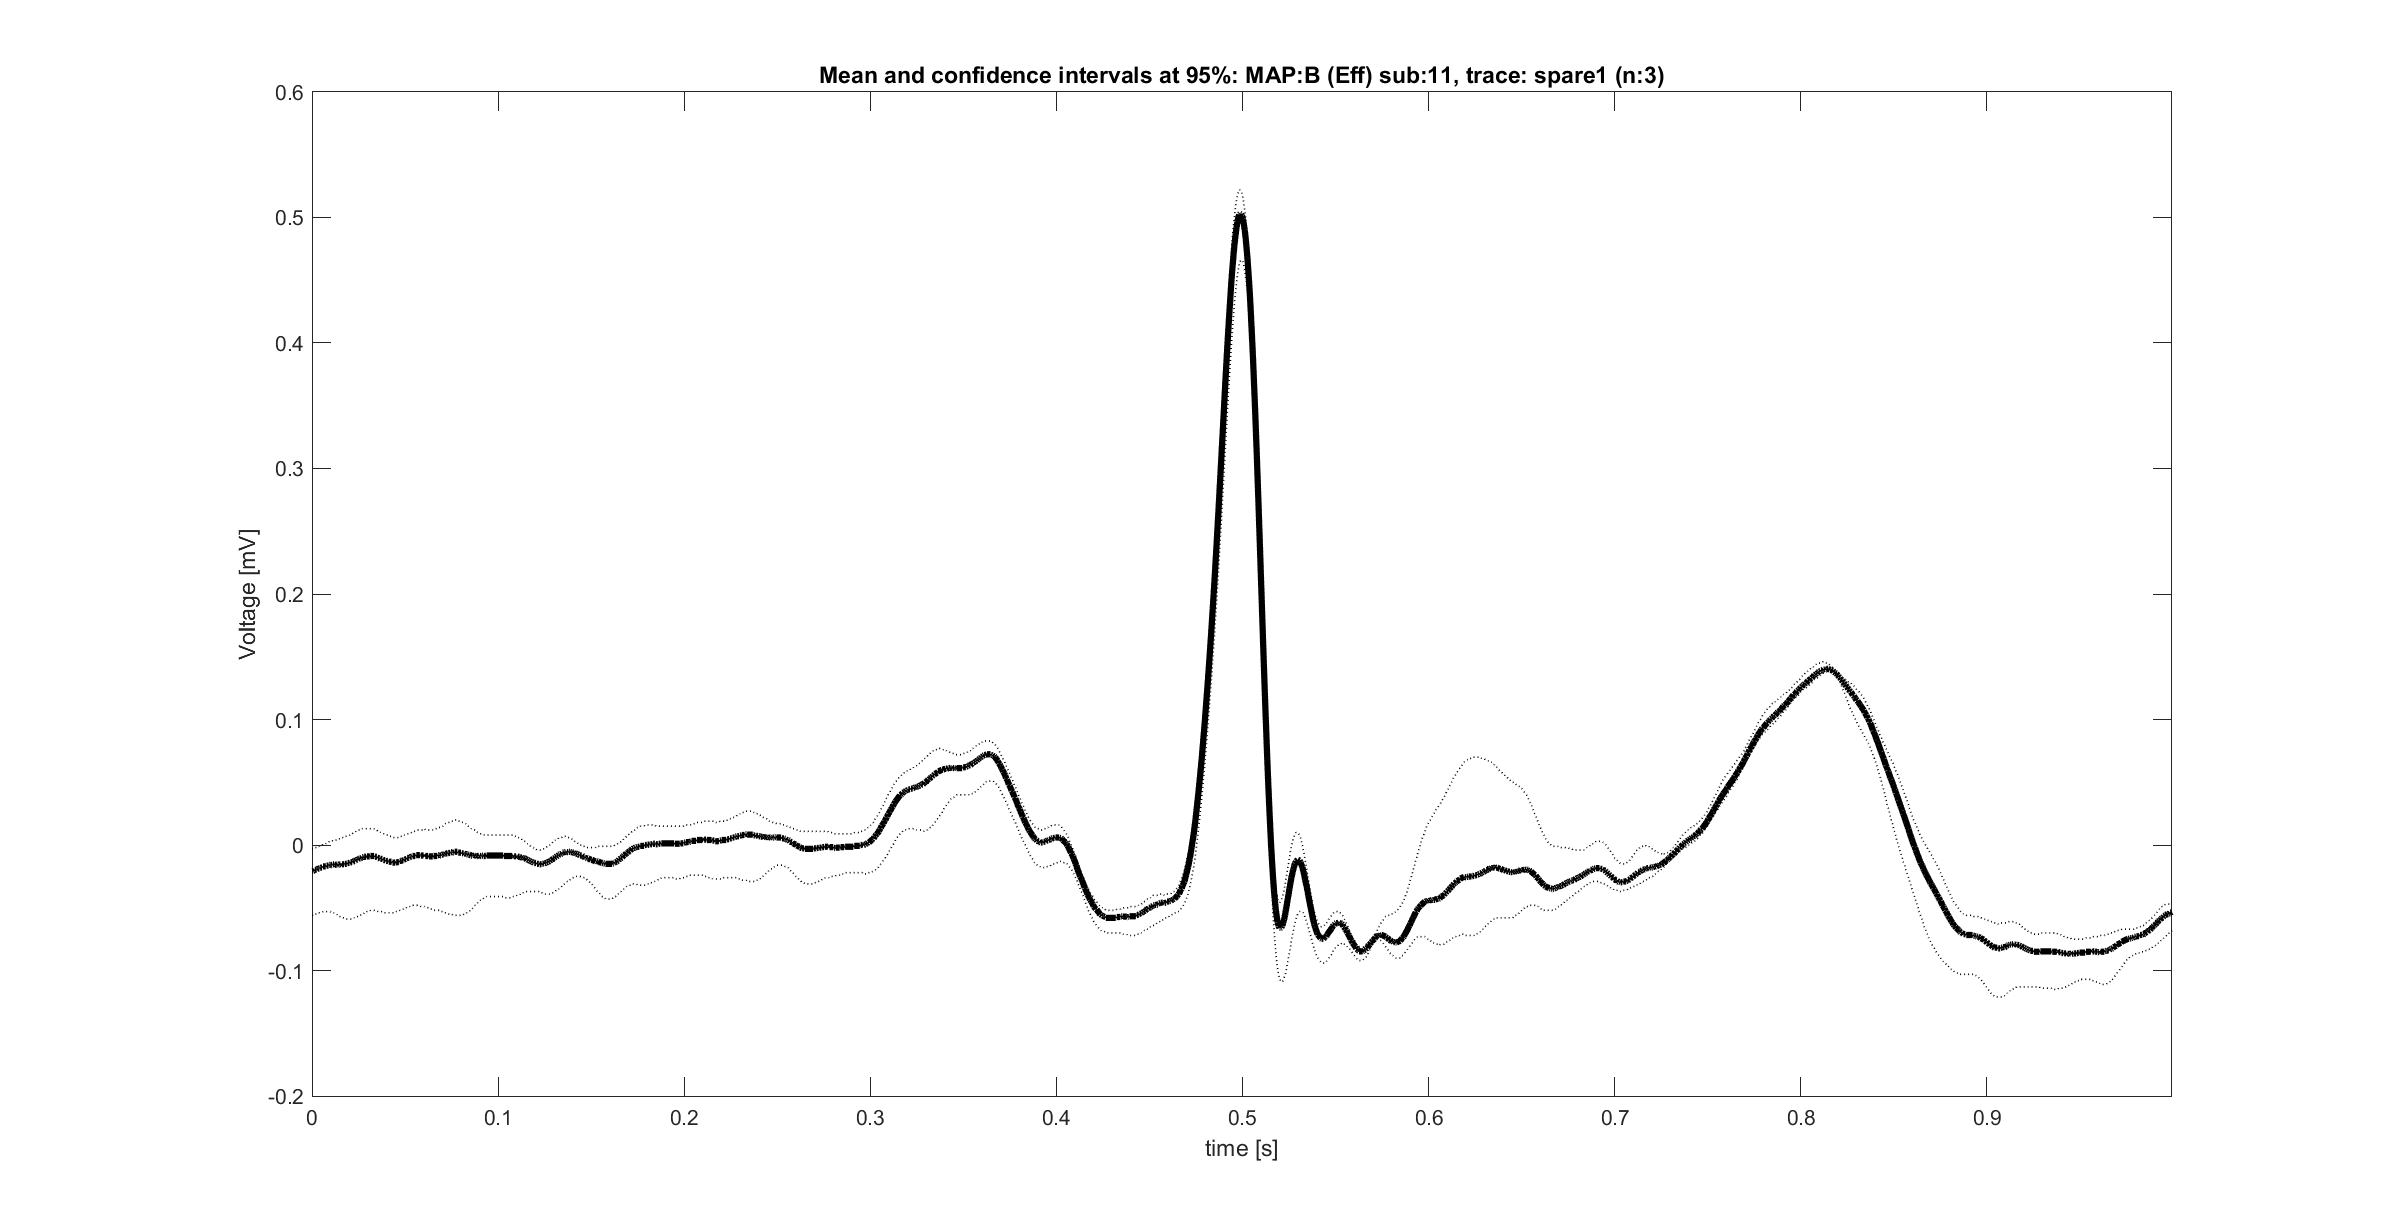 Mean and confidence intervals at 95%: MAP:B (Eff) sub:11, trace: spare1 (n:3)
0.6
0.5
0.4
0.3
0.2
0.1
0
-0.1
-0.2
Voltage [mV]
0 0.1 0.2 0.3 0.4 0.5 0.6 0.7 0.8 0.9
time [s]